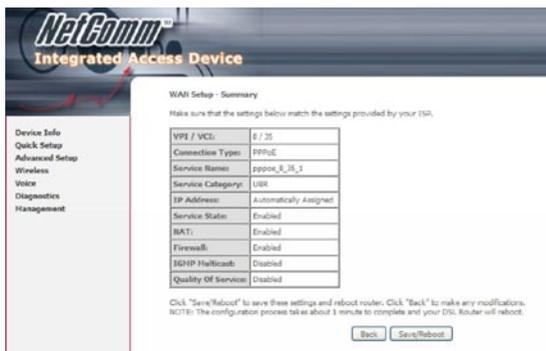 NetComm™
Integrated Access Device
WAN Setup - Summary
Make sure that the settings below match the settings provided by your ISP.
Device Info
Quick Setup
Advanced Setup
Wireless
Voice
Diagnostics
Management
VPI / VCI: 8 / 35
Connection Type: PPPoE
Service Name: pppoe_8_35_1
Service Category: UBR
IP Address: Automatically Assigned
Service State: Enabled
NAT: Enabled
Firewall: Enabled
IGMP Multicast: Disabled
Quality Of Service: Disabled
Click "Save/Reboot" to save these settings and reboot router. Click "Back" to make any modifications.
NOTE: The configuration process takes about 1 minute to complete and your DSL Router will reboot.
Back Save/Reboot